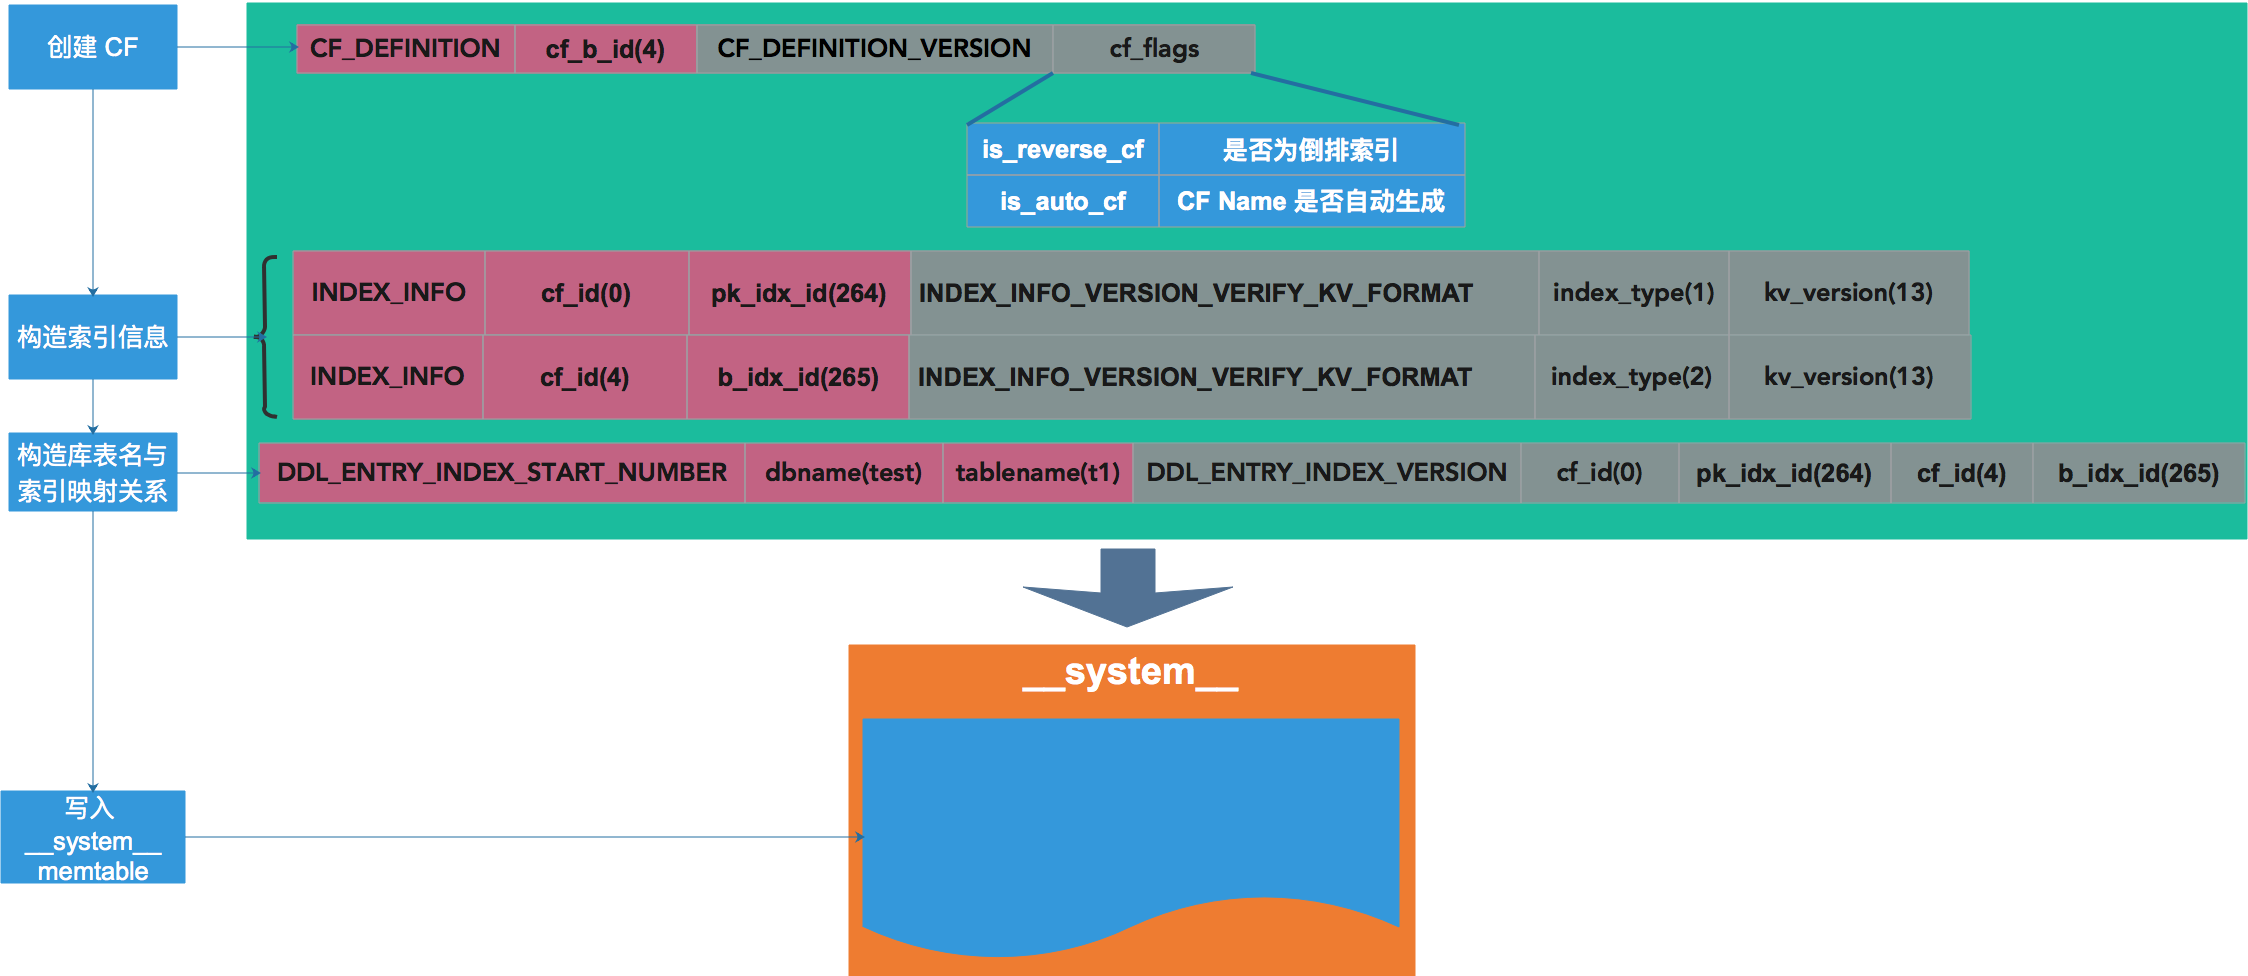 创建 CF
CF_DEFINITION cf_b_id(4) CF_DEFINITION_VERSION cf_flags
is_reverse_cf 是否为倒排索引
is_auto_cf CF Name 是否自动生成
构造索引信息
INDEX_INFO cf_id(0) pk_idx_id(264) INDEX_INFO_VERSION_VERIFY_KV_FORMAT index_type(1) kv_version(13)
INDEX_INFO cf_id(4) b_idx_id(265) INDEX_INFO_VERSION_VERIFY_KV_FORMAT index_type(2) kv_version(13)
构造库表名与
索引映射关系
DDL_ENTRY_INDEX_START_NUMBER dbname(test) tablename(t1) DDL_ENTRY_INDEX_VERSION cf_id(0) pk_idx_id(264) cf_id(4) b_idx_id(265)
__system__
写入
__system__
memtable